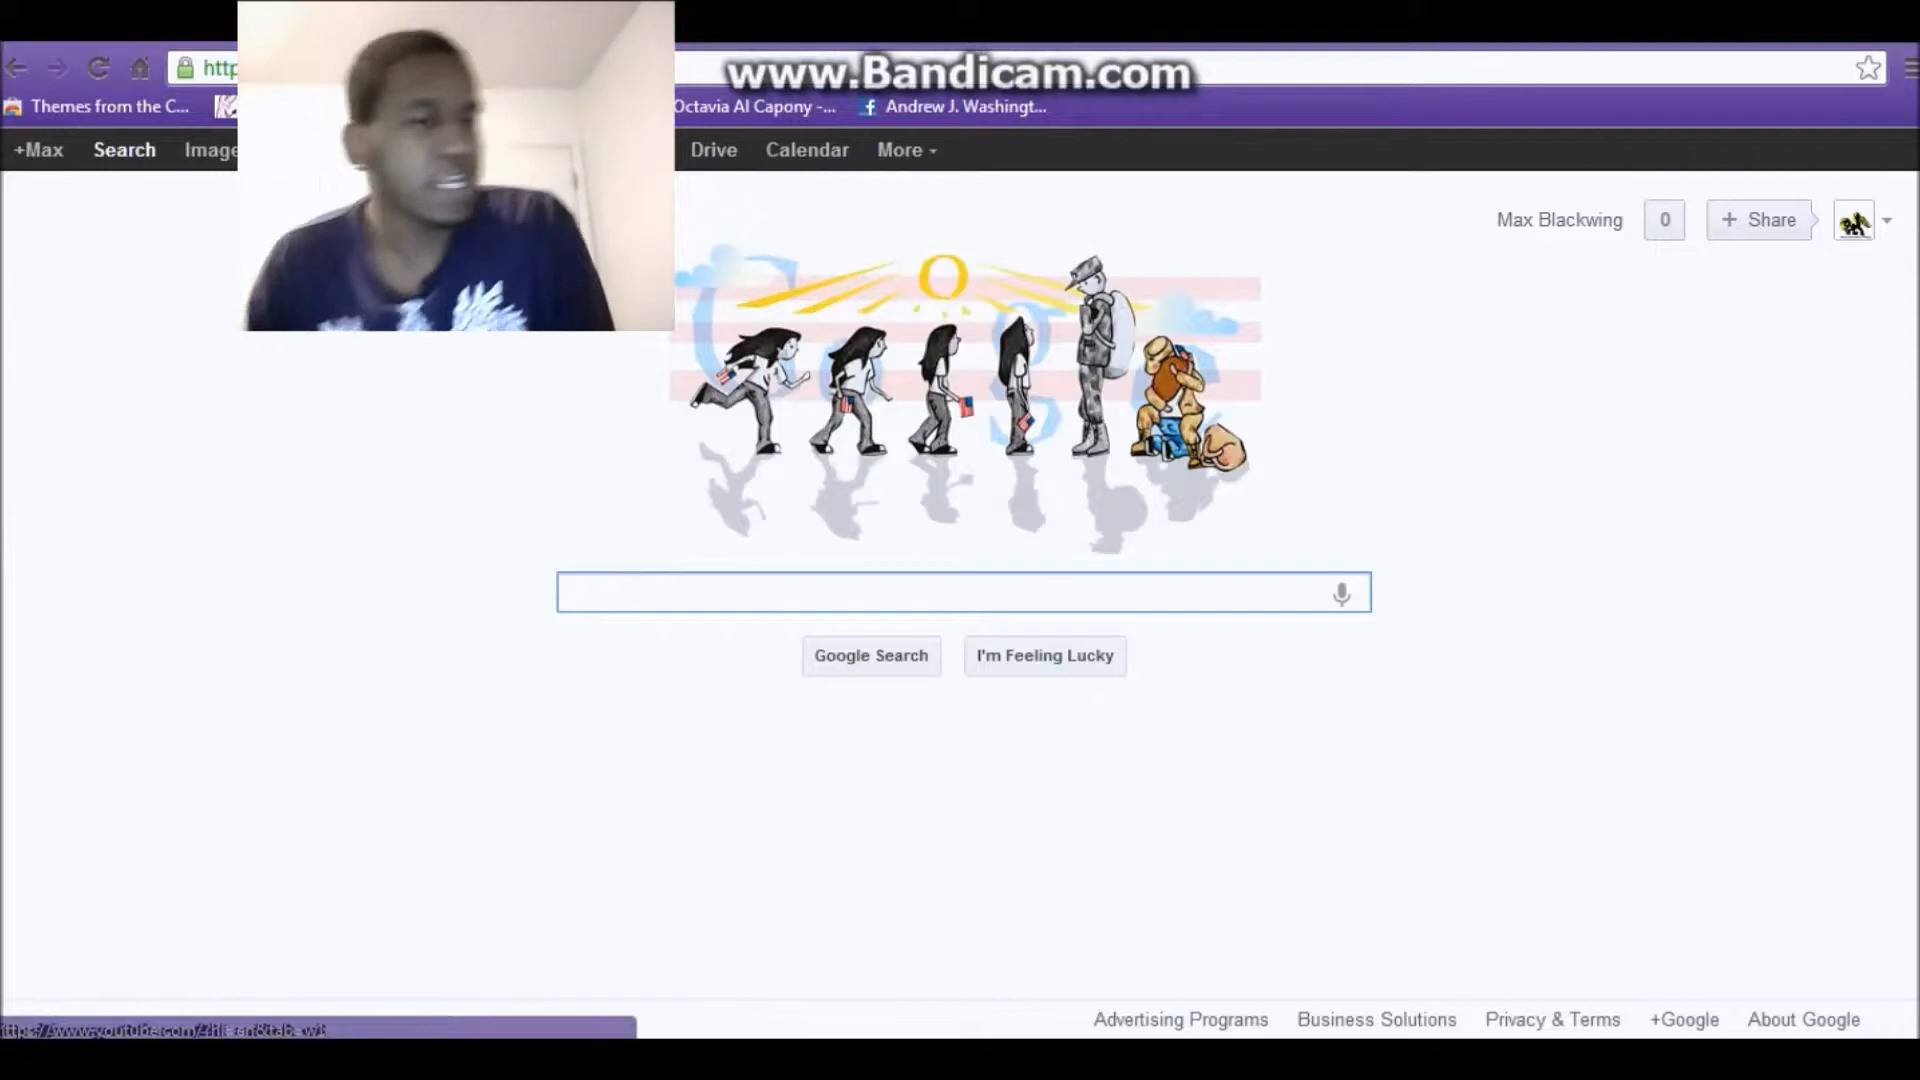 www.Bandicam.com
http
Themes from the C... Octavia Al Capony -... Andrew J. Washingt...
+Max Search Image Drive Calendar More
Max Blackwing 0 + Share
Google Search I'm Feeling Lucky
Advertising Programs Business Solutions Privacy & Terms +Google About Google